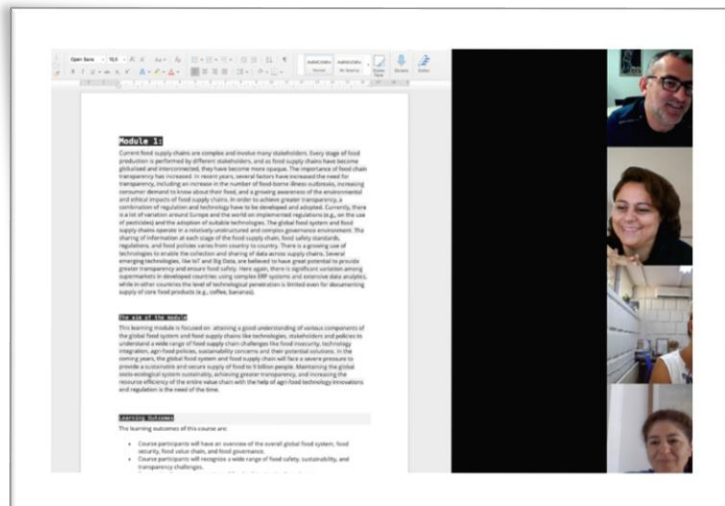 Open Sans
10,5
Module 1:
Current food supply chains are complex and involve many stakeholders. Every stage of food
production is performed by different stakeholders, and as food supply chains have become
globalised and interconnected, they have become more opaque. The importance of food chain
transparency has increased. In recent years, several factors have increased the need for
transparency, including an increase in the number of food-borne illness outbreaks, increasing
consumer demand to know about their food, and a growing awareness of the environmental
and ethical impacts of food supply chains. In order to achieve greater transparency, a
combination of regulation and technology have to be developed and adopted. Currently, there
is a lot of variation around Europe and the world on implemented regulations (e.g., on the use
of pesticides) and the adoption of suitable technologies. The global food system and food
supply chains operate in a relatively unstructured and complex governance environment. The
sharing of information at each stage of the food supply chain, food safety standards,
regulations, and food policies varies from country to country. There is a growing use of
technologies to enable the collection and sharing of data across supply chains. Several
emerging technologies, like IoT and Big Data, are believed to have great potential to provide
greater transparency and ensure food safety. Here again, there is significant variation among
supermarkets in developed countries using complex ERP systems and extensive data analytics,
while in other countries the level of technological penetration is limited even for documenting
supply of core food products (e.g., coffee, bananas).
The aim of the module
This learning module is focused on attaining a good understanding of various components of
the global food system and food supply chains like technologies, stakeholders and policies to
understand a wide range of food supply chain challenges like food insecurity, technology
integration, agri-food policies, sustainability concerns and their potential solutions. In the
coming years, the global food system and food supply chain will face a severe pressure to
provide a sustainable and secure supply of food to 9 billion people. Maintaining the global
socio-ecological system sustainably, achieving greater transparency, and increasing the
resource efficiency of the entire value chain with the help of agri-food technology innovations
and regulation is the need of the time.
Learning Outcomes
The learning outcomes of this course are:
• Course participants will have an overview of the overall global food system, food
security, food value chain, and food governance.
• Course participants will recognise a wide range of food safety, sustainability, and
transparency challenges.